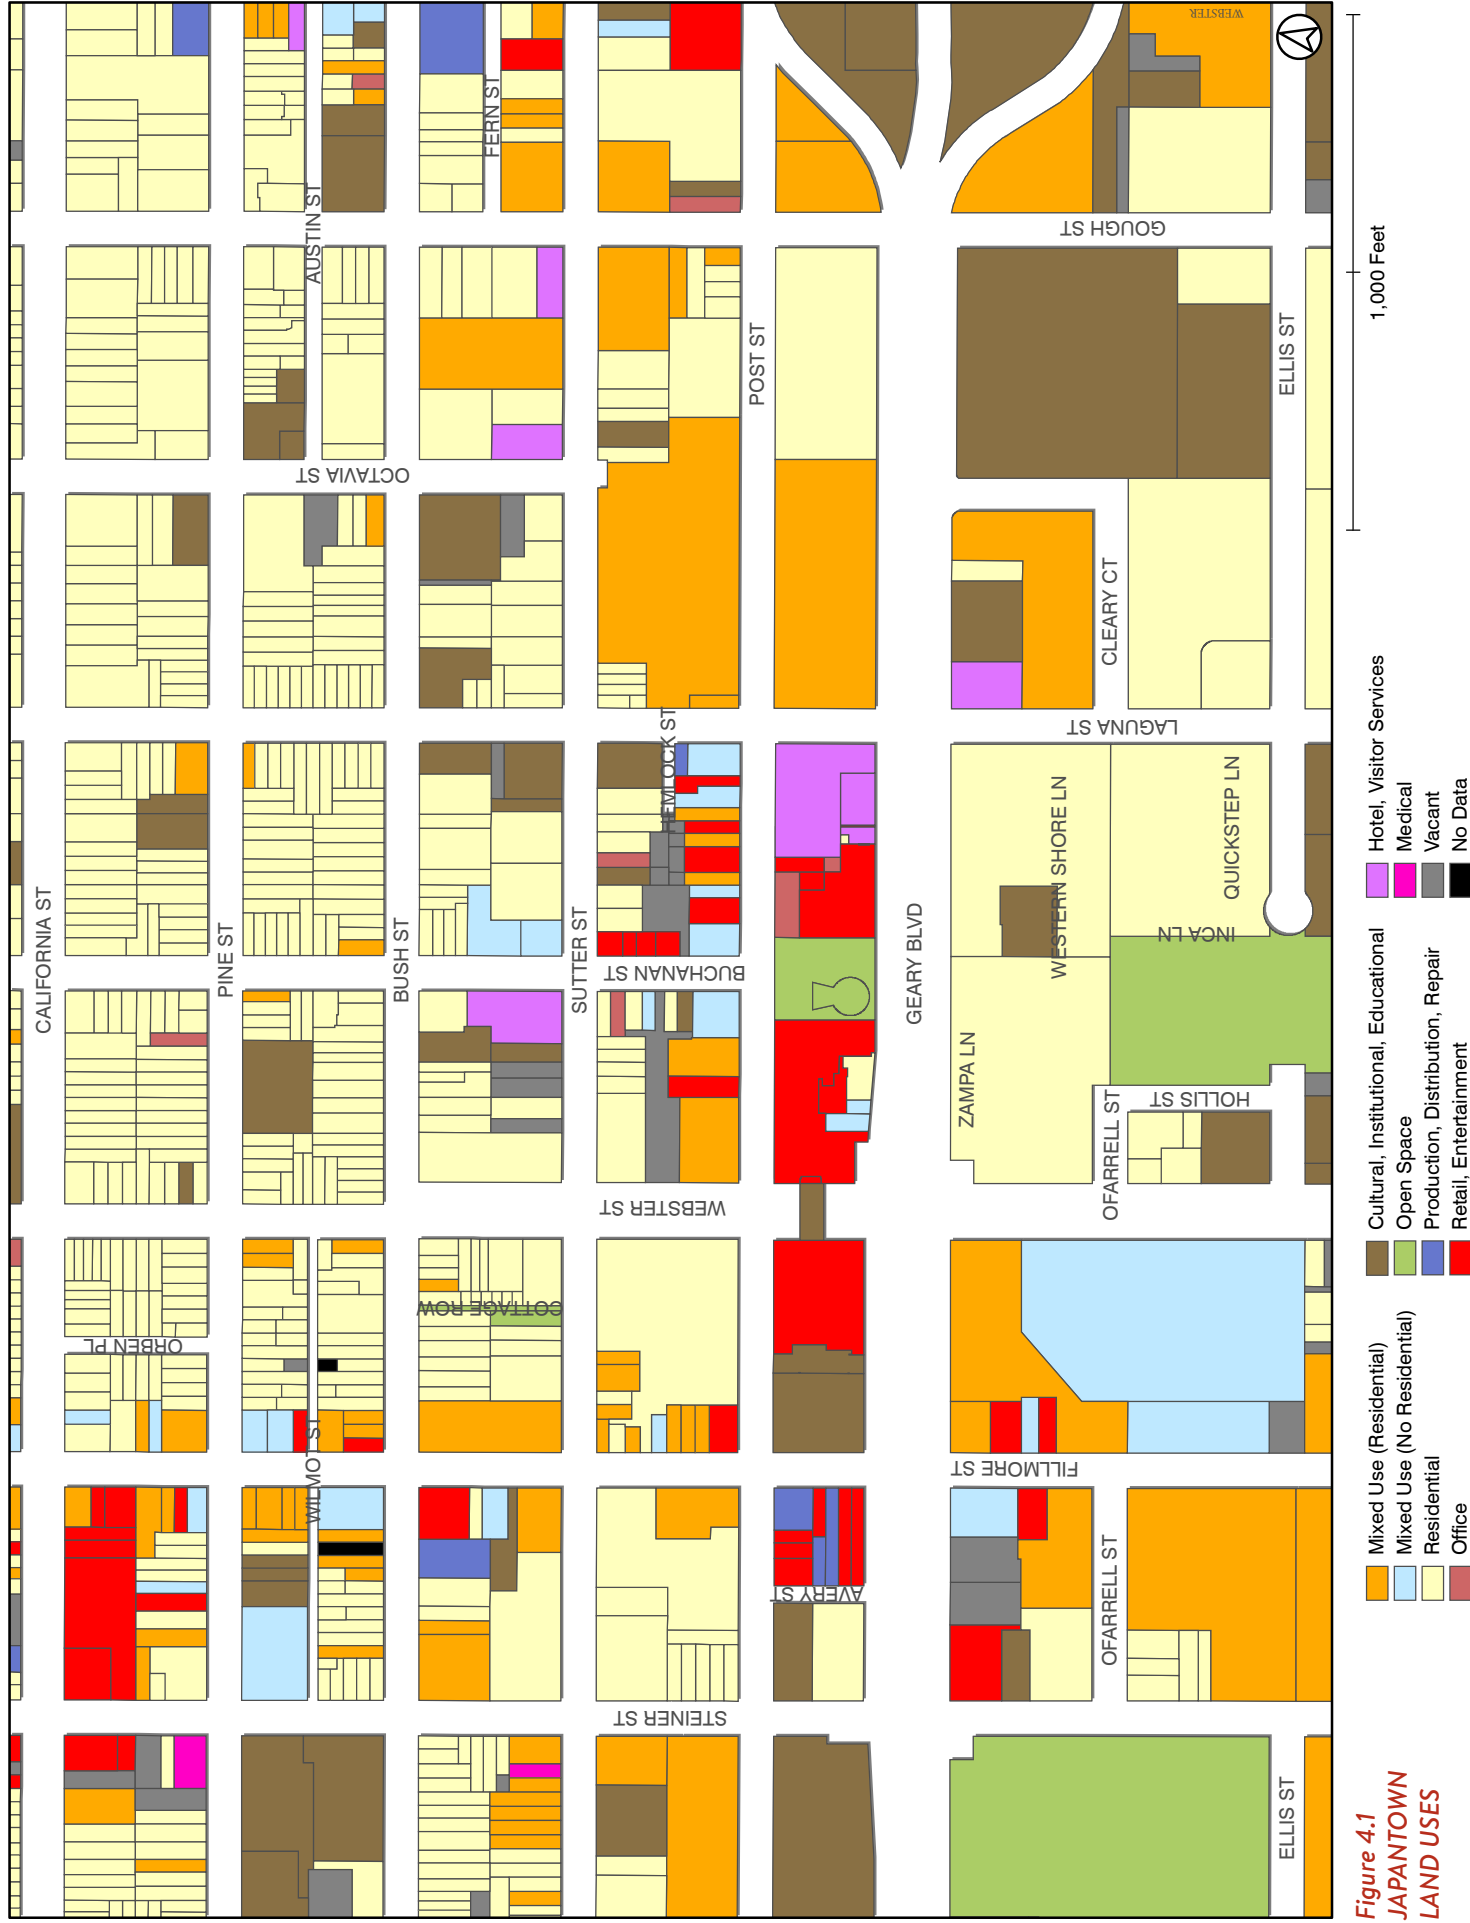 CALIFORNIA ST
PINE ST
BUSH ST
SUTTER ST
POST ST
GEARY BLVD
ELLIS ST
ELLIS ST
AUSTIN ST
FERN ST
HEMLOCK ST
WILMOT ST
CLEARY CT
WESTERN SHORE LN
QUICKSTEP LN
ZAMPA LN
OFARRELL ST
OFARRELL ST
GOUGH ST
OCTAVIA ST
LAGUNA ST
INCA LN
BUCHANAN ST
HOLLIS ST
WEBSTER ST
COTTAGE ROW
ORBEN PL
FILLMORE ST
AVERY ST
STEINER ST
WEBSTER
1,000 Feet
Figure 4.1
JAPANTOWN
LAND USES
Mixed Use (Residential)
Mixed Use (No Residential)
Residential
Office
Cultural, Institutional, Educational
Open Space
Production, Distribution, Repair
Retail, Entertainment
Hotel, Visitor Services
Medical
Vacant
No Data